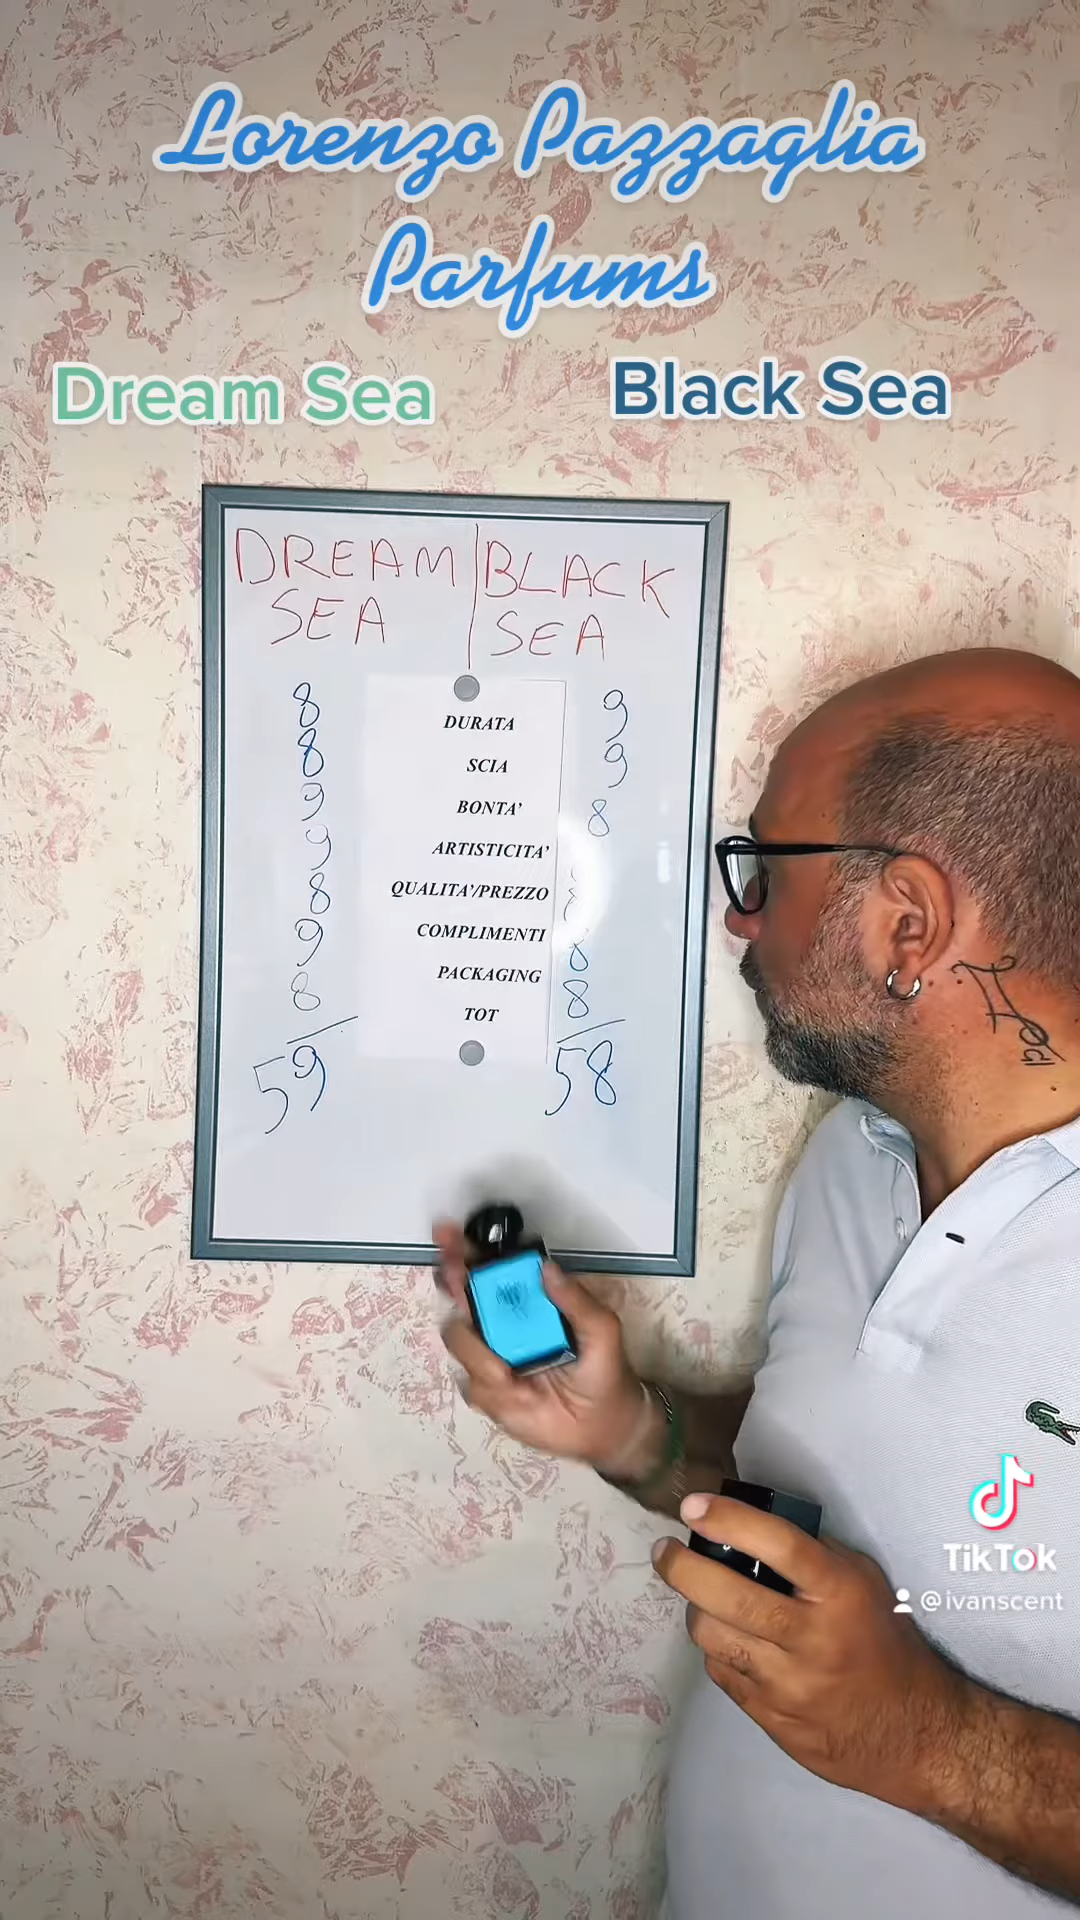 Lorenzo Pazzaglia
Parfums
Dream Sea
Black Sea
DREAM SEA
BLACK SEA
8 DURATA 9
8 SCIA 9
9 BONTA' 8
9 ARTISTICITA'
8 QUALITA'/PREZZO 8
9 COMPLIMENTI 8
8 PACKAGING 8
TOT
59 58
TikTok
@ivanscent